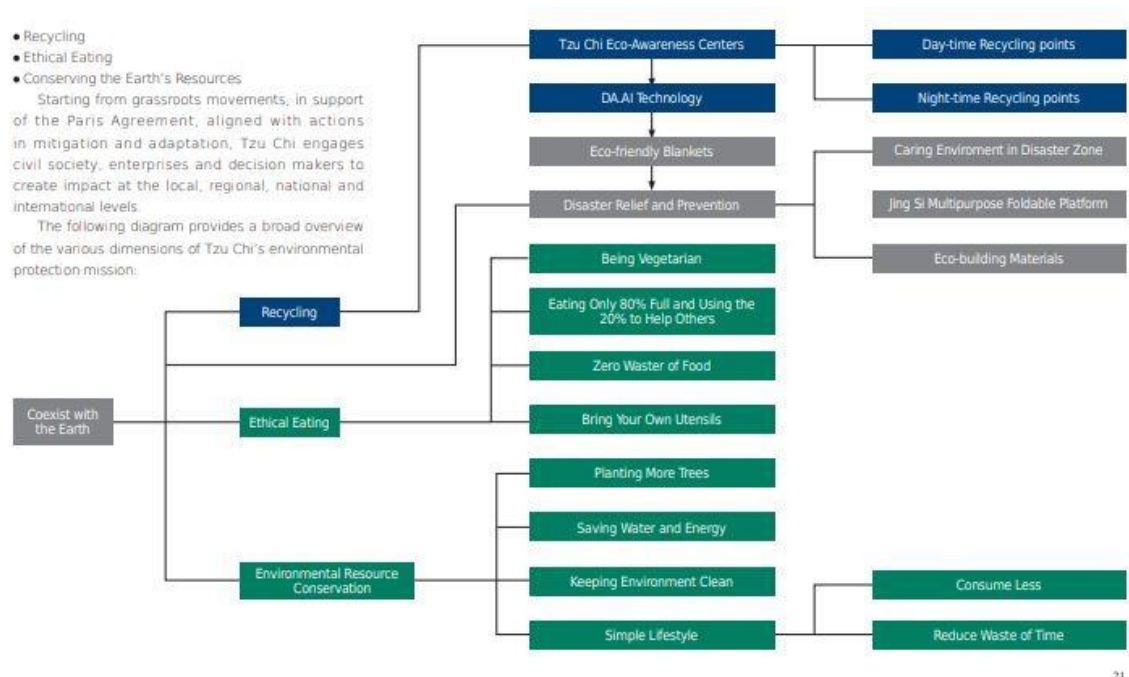 • Recycling
• Ethical Eating
• Conserving the Earth's Resources
Starting from grassroots movements, in support
of the Paris Agreement, aligned with actions
in mitigation and adaptation, Tzu Chi engages
civil society, enterprises and decision makers to
create impact at the local, regional, national and
international levels.
The following diagram provides a broad overview
of the various dimensions of Tzu Chi's environmental
protection mission:
Coexist with
the Earth
Recycling
Ethical Eating
Environmental Resource
Conservation
Tzu Chi Eco-Awareness Centers
DA.AI Technology
Eco-friendly Blankets
Disaster Relief and Prevention
Being Vegetarian
Eating Only 80% Full and Using the
20% to Help Others
Zero Waster of Food
Bring Your Own Utensils
Planting More Trees
Saving Water and Energy
Keeping Environment Clean
Simple Lifestyle
Day-time Recycling points
Night-time Recycling points
Caring Enviroment in Disaster Zone
Jing Si Multipurpose Foldable Platform
Eco-building Materials
Consume Less
Reduce Waste of Time
21